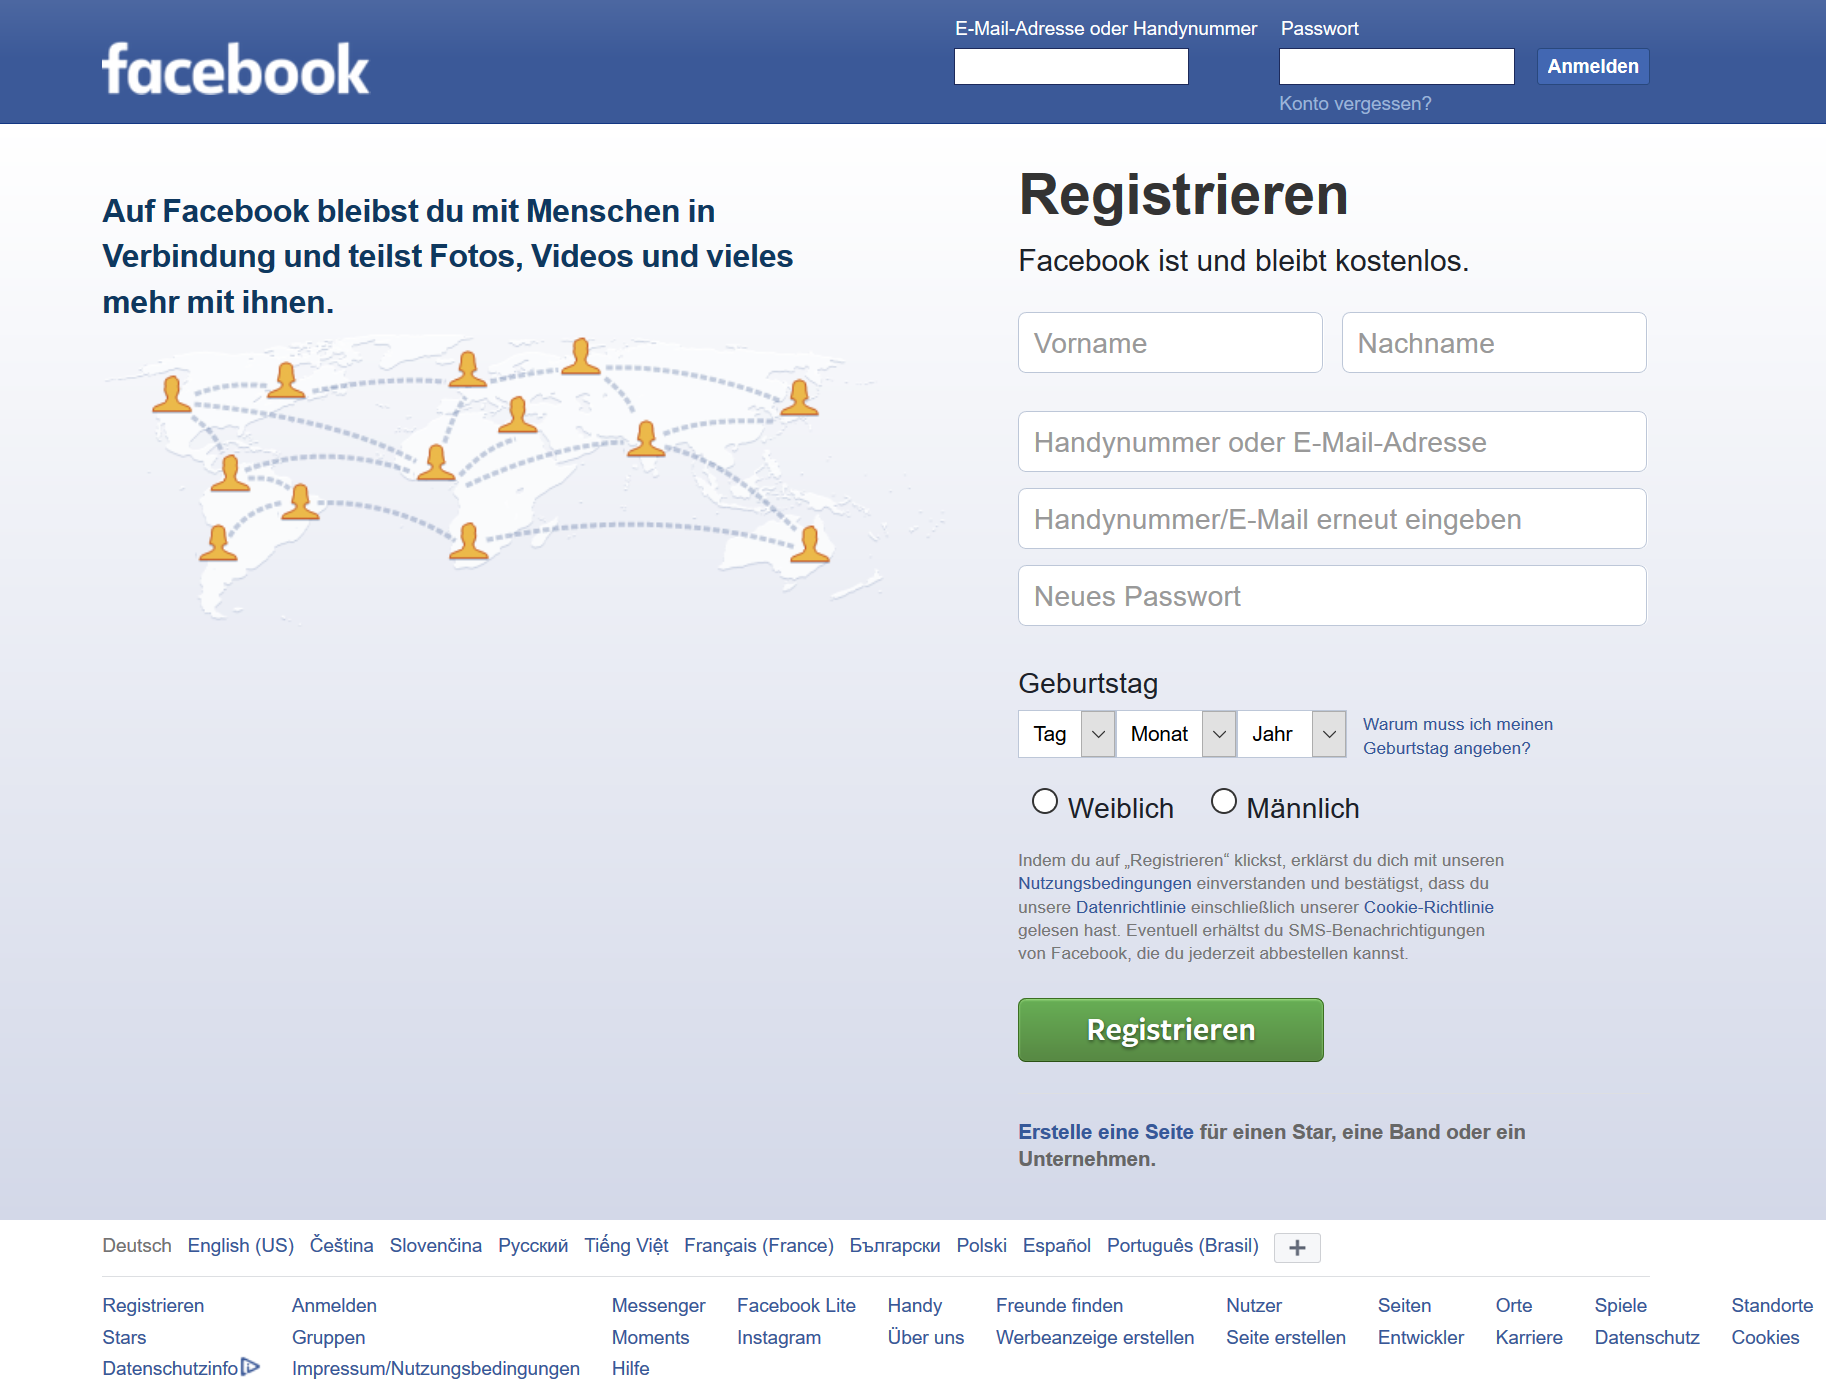 facebook
E-Mail-Adresse oder Handynummer
Passwort
Anmelden
Konto vergessen?
Auf Facebook bleibst du mit Menschen in
Verbindung und teilst Fotos, Videos und vieles
mehr mit ihnen.
Registrieren
Facebook ist und bleibt kostenlos.
Vorname
Nachname
Handynummer oder E-Mail-Adresse
Handynummer/E-Mail erneut eingeben
Neues Passwort
Geburtstag
Tag Monat Jahr
Warum muss ich meinen
Geburtstag angeben?
Weiblich Männlich
Indem du auf „Registrieren“ klickst, erklärst du dich mit unseren
Nutzungsbedingungen einverstanden und bestätigst, dass du
unsere Datenrichtlinie einschließlich unserer Cookie-Richtlinie
gelesen hast. Eventuell erhältst du SMS-Benachrichtigungen
von Facebook, die du jederzeit abbestellen kannst.
Registrieren
Erstelle eine Seite für einen Star, eine Band oder ein
Unternehmen.
Deutsch English (US) Čeština Slovenčina Русский Tiếng Việt Français (France) Български Polski Español Português (Brasil) +
Registrieren Anmelden Messenger Facebook Lite Handy Freunde finden Nutzer Seiten Orte Spiele Standorte
Stars Gruppen Moments Instagram Über uns Werbeanzeige erstellen Seite erstellen Entwickler Karriere Datenschutz Cookies
Datenschutzinfo Impressum/Nutzungsbedingungen Hilfe